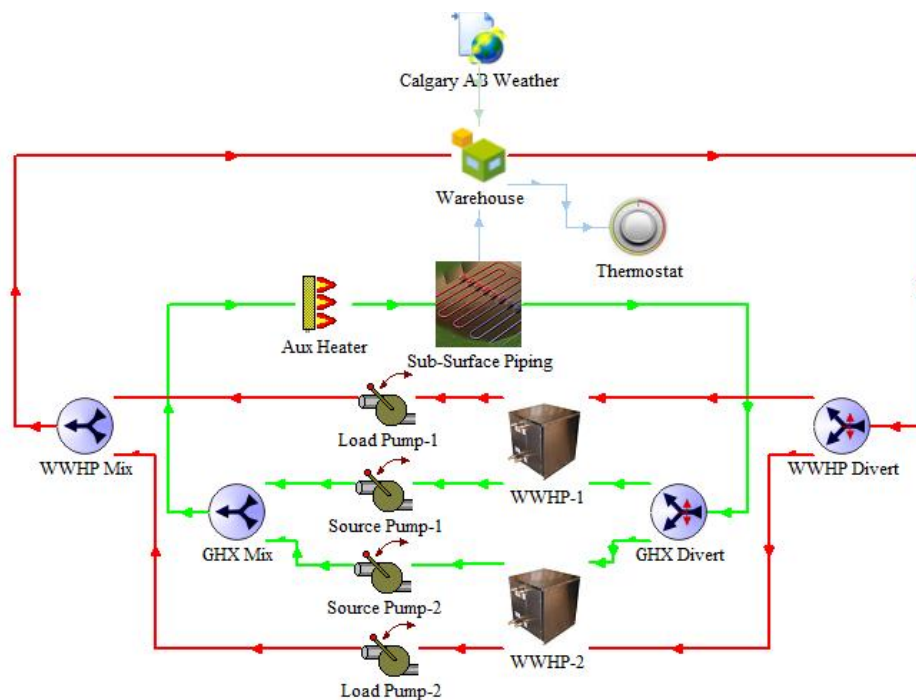 Calgary AB Weather
Warehouse
Thermostat
Aux Heater
Sub-Surface Piping
WWHP Mix
Load Pump-1
WWHP-1
WWHP Divert
GHX Mix
Source Pump-1
GHX Divert
Source Pump-2
WWHP-2
Load Pump-2